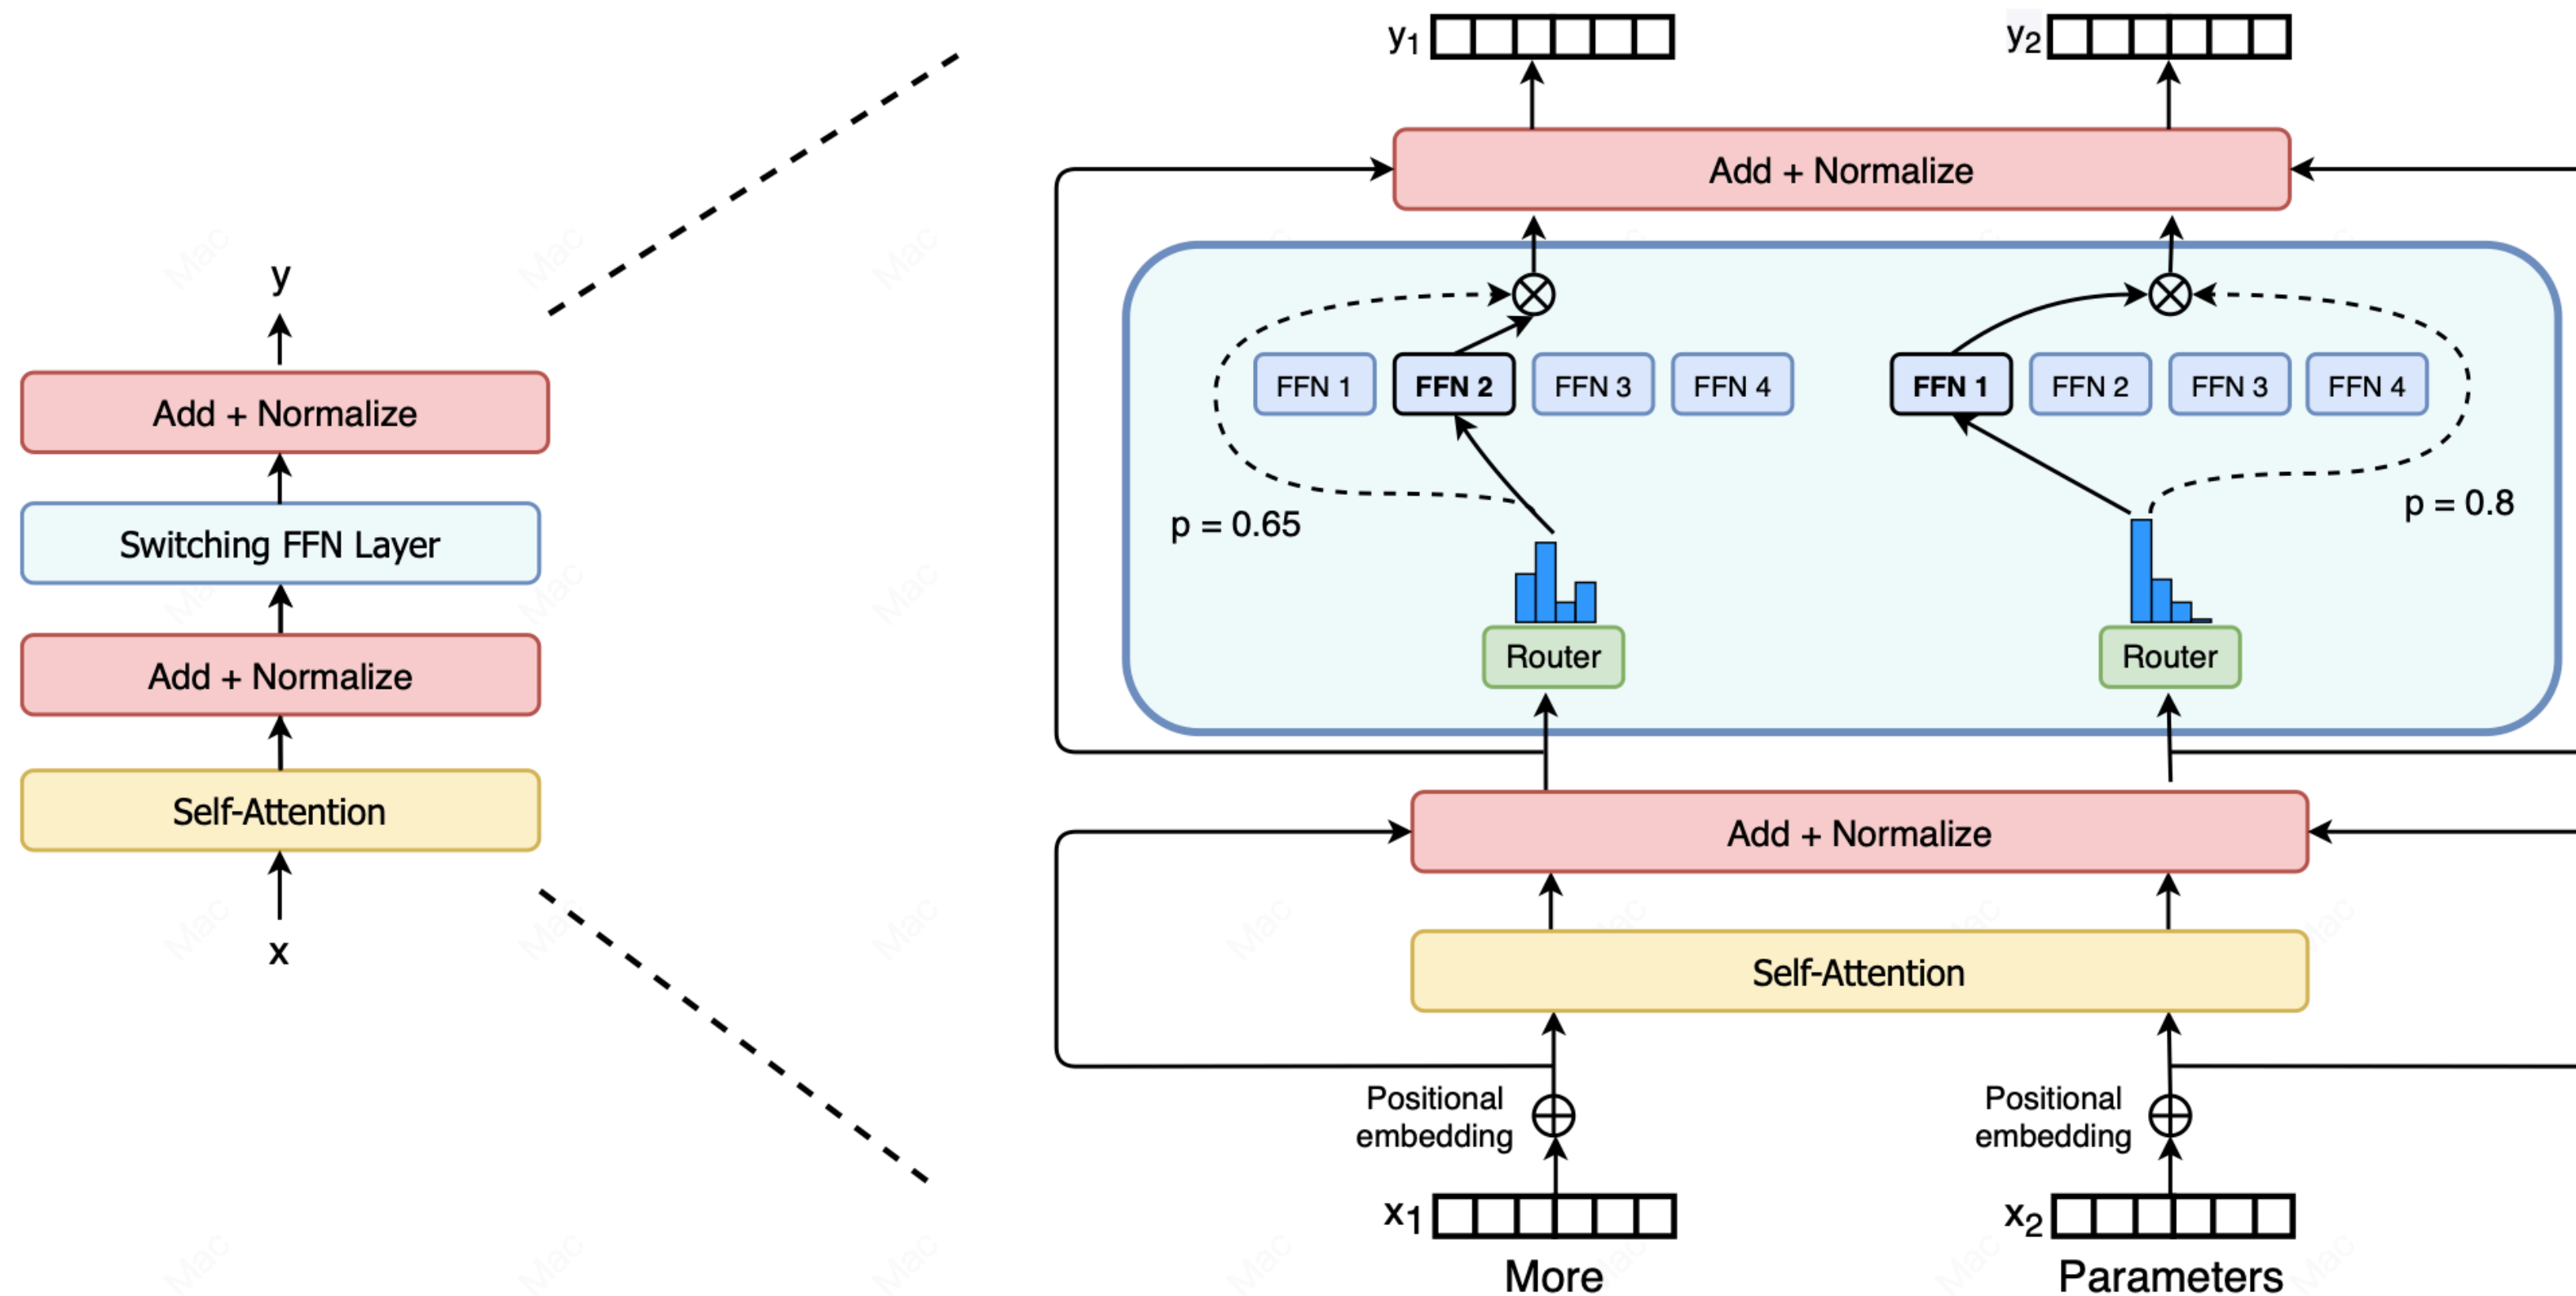 y
Add + Normalize
Switching FFN Layer
Add + Normalize
Self-Attention
x
y1
y2
Add + Normalize
FFN 1
FFN 2
FFN 3
FFN 4
FFN 1
FFN 2
FFN 3
FFN 4
p = 0.65
p = 0.8
Router
Router
Add + Normalize
Self-Attention
Positional
embedding
Positional
embedding
x1
x2
More
Parameters
Mac